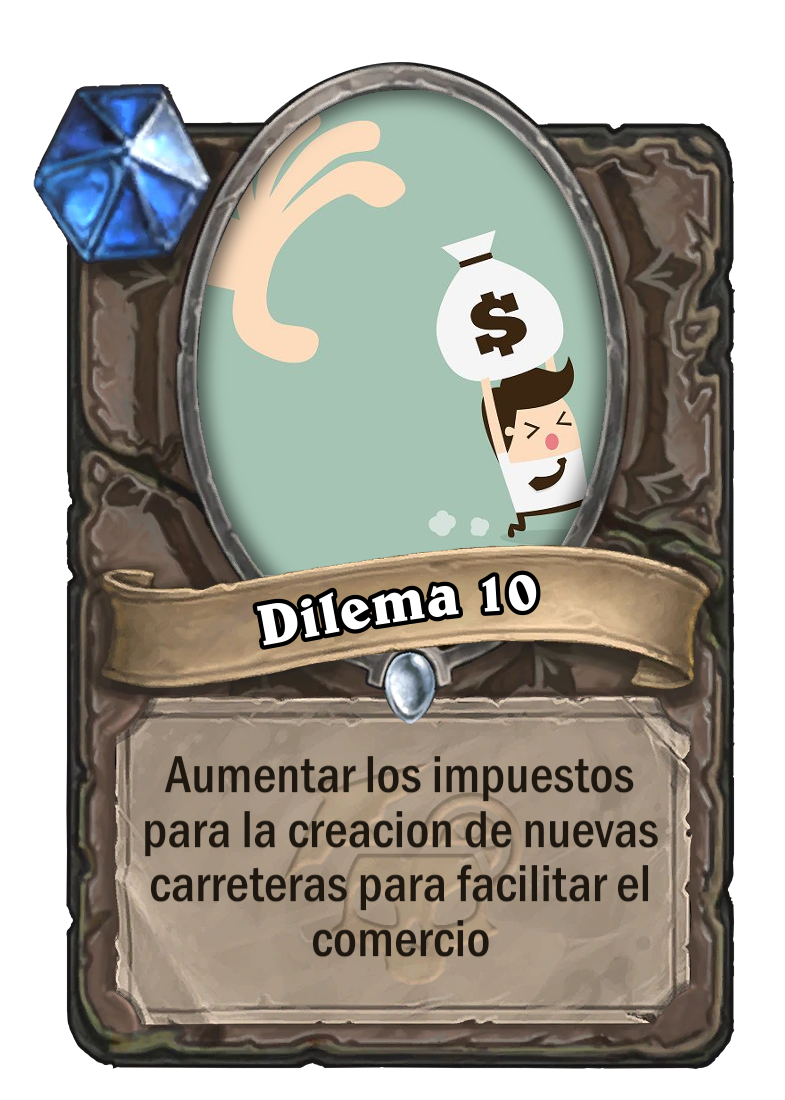 $
Dilema 10
Aumentar los impuestos
para la creacion de nuevas
carreteras para facilitar el
comercio